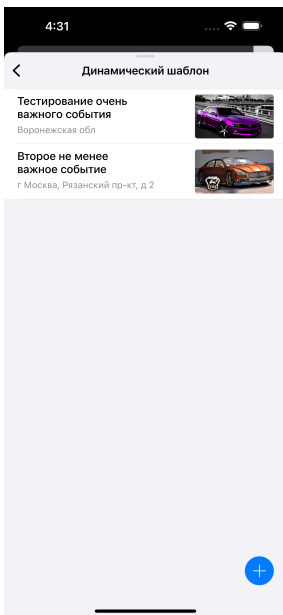 4:31
Динамический шаблон
Тестирование очень
важного события
Воронежская обл
Второе не менее
важное событие
г Москва, Рязанский пр-кт, д 2